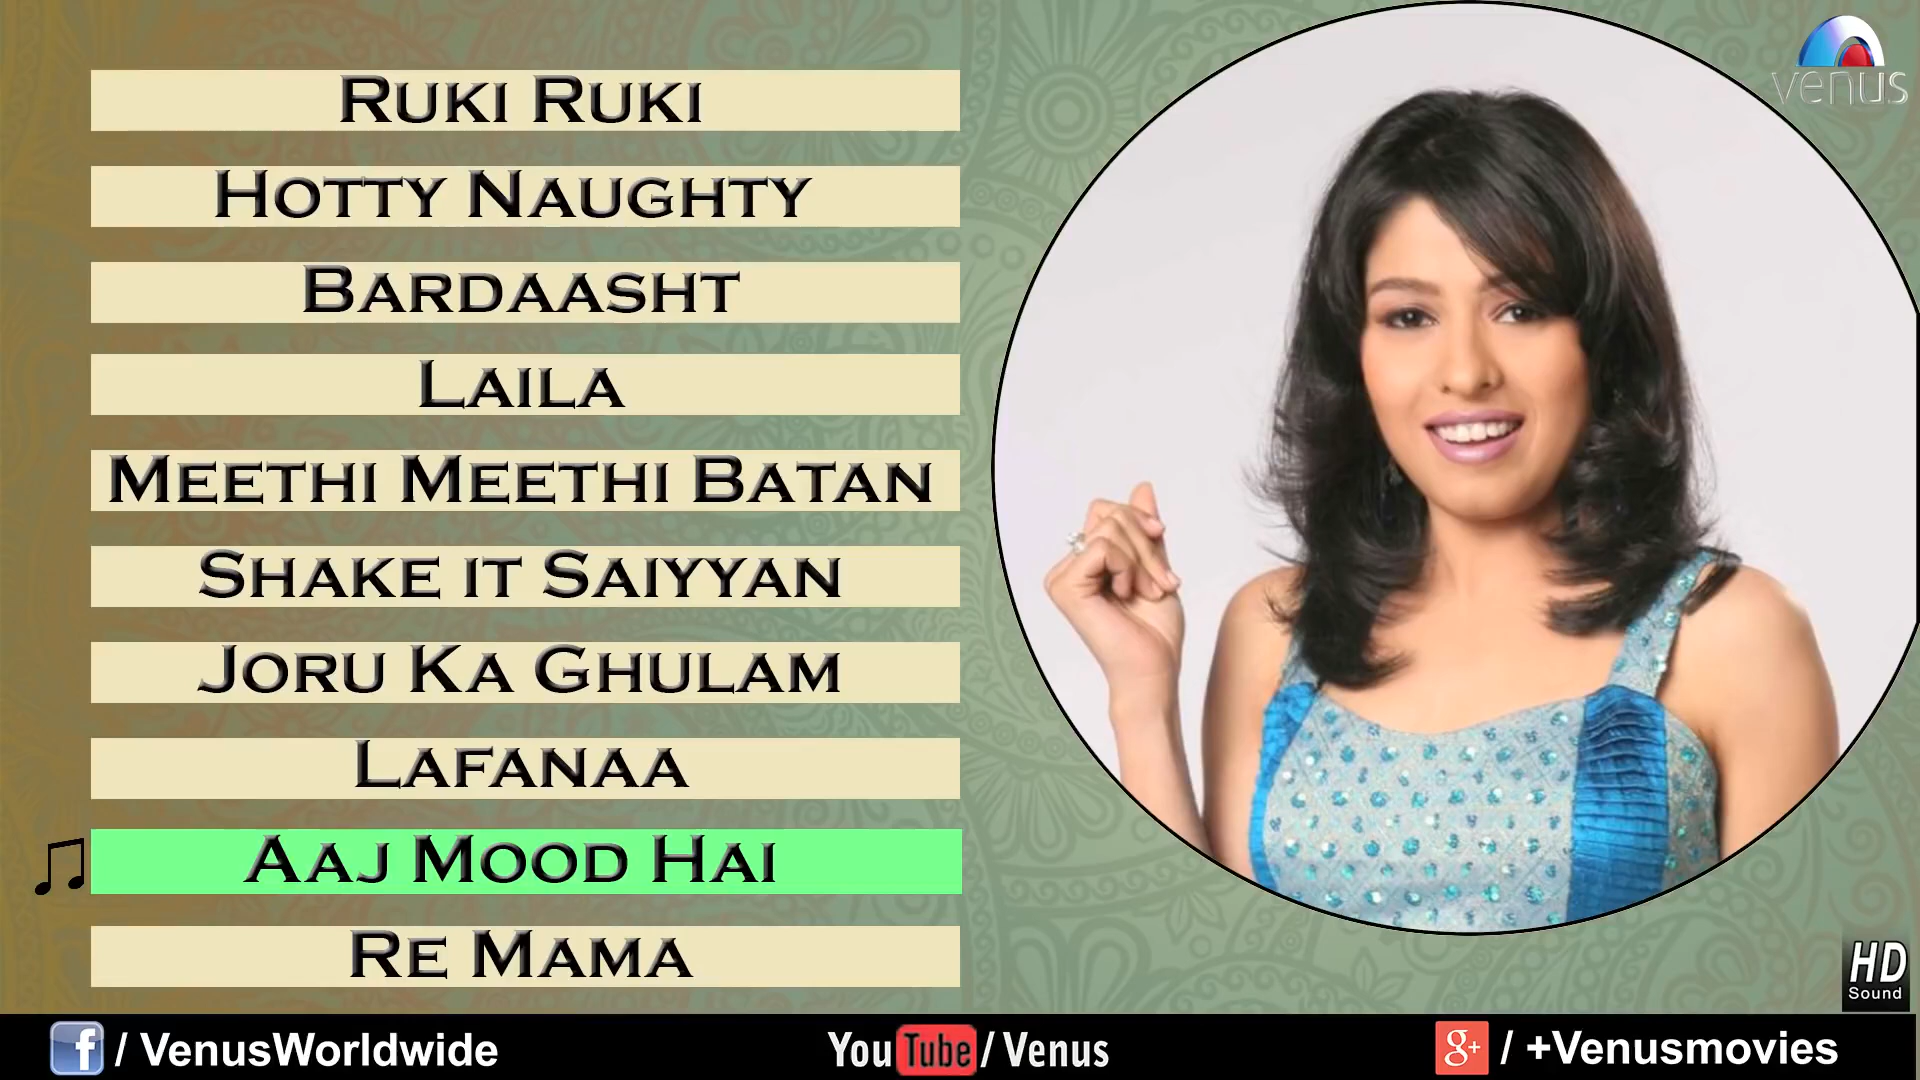 venus
RUKI RUKI
HOTTY NAUGHTY
BARDAASHT
LAILA
MEETHI MEETHI BATAN
SHAKE IT SAIYYAN
JORU KA GHULAM
LAFANAA
AAJ MOOD HAI
RE MAMA
HD
Sound
f / VenusWorldwide
YouTube / Venus
g+ / +Venusmovies